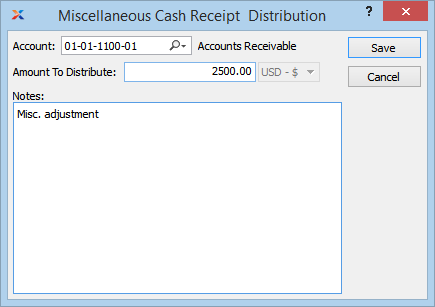 Miscellaneous Cash Receipt  Distribution ?
Account: 01-01-1100-01 Accounts Receivable Save
Amount To Distribute: 2500.00 USD - $ Cancel
Notes:
Misc. adjustment